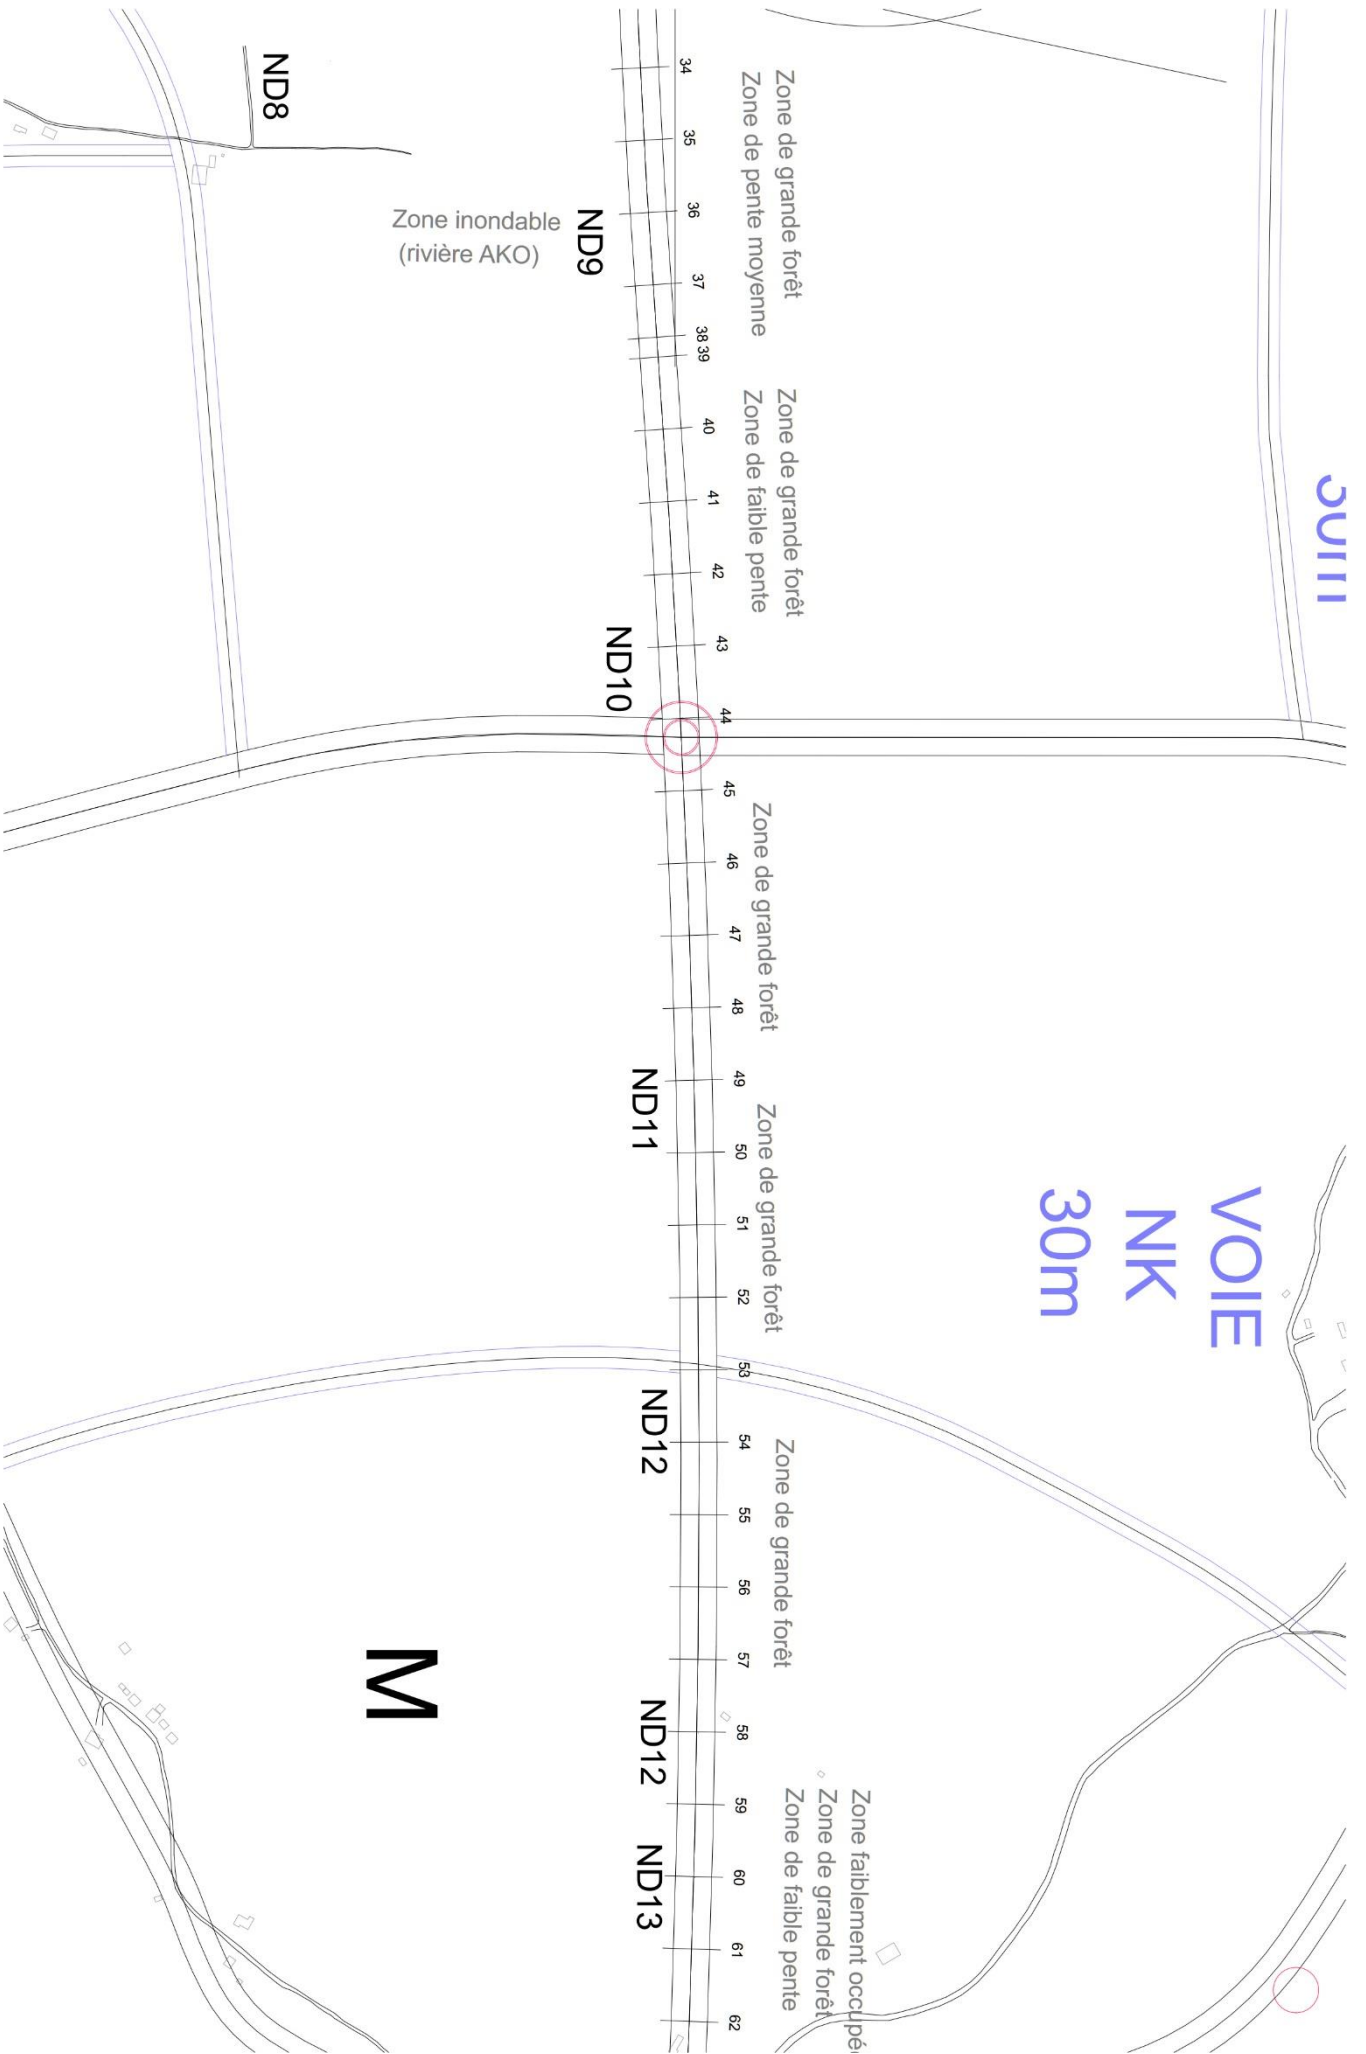 ND8
34
35
36
37
38 39
40
41
42
43
44
45
46
47
48
49
50
51
52
53
54
55
56
57
58
59
60
61
62
Zone de grande forêt
Zone de pente moyenne
Zone inondable
(rivière AKO)
ND9
Zone de grande forêt
Zone de faible pente
30m
ND10
Zone de grande forêt
ND11
Zone de grande forêt
VOIE
NK
30m
ND12
Zone de grande forêt
M
ND12
ND13
Zone faiblement occupée
Zone de grande forêt
Zone de faible pente